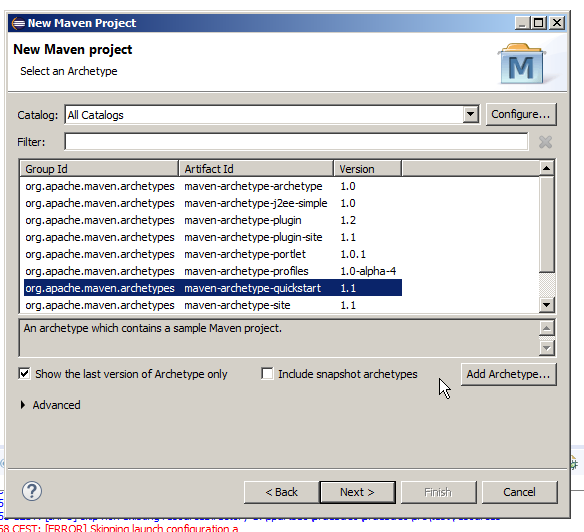 New Maven Project
New Maven project
Select an Archetype
M
Catalog: All Catalogs Configure...
Filter:
Group Id Artifact Id Version
org.apache.maven.archetypes maven-archetype-archetype 1.0
org.apache.maven.archetypes maven-archetype-j2ee-simple 1.0
org.apache.maven.archetypes maven-archetype-plugin 1.2
org.apache.maven.archetypes maven-archetype-plugin-site 1.1
org.apache.maven.archetypes maven-archetype-portlet 1.0.1
org.apache.maven.archetypes maven-archetype-profiles 1.0-alpha-4
org.apache.maven.archetypes maven-archetype-quickstart 1.1
org.apache.maven.archetypes maven-archetype-site 1.1
An archetype which contains a sample Maven project.
Show the last version of Archetype only Include snapshot archetypes Add Archetype...
Advanced
? < Back Next > Finish Cancel
58 CEST: [ERROR] Skipping launch configuration a